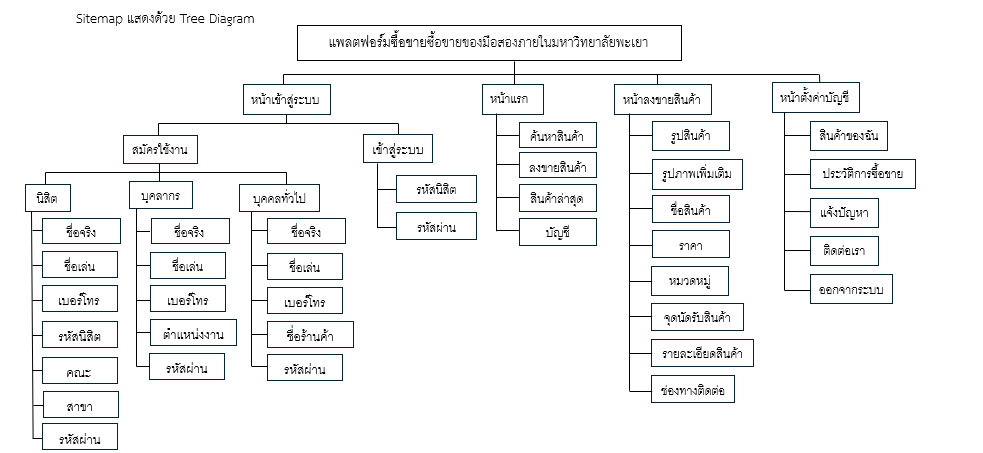 Sitemap แสดงด้วย Tree Diagram
แพลตฟอร์มซื้อขายซื้อขายของมือสองภายในมหาวิทยาลัยพะเยา
หน้าเข้าสู่ระบบ
หน้าแรก
หน้าลงขายสินค้า
หน้าตั้งค่าบัญชี
สมัครใช้งาน
เข้าสู่ระบบ
นิสิต
บุคลากร
บุคคลทั่วไป
ชื่อจริง
ชื่อเล่น
เบอร์โทร
รหัสนิสิต
คณะ
สาขา
รหัสผ่าน
ชื่อจริง
ชื่อเล่น
เบอร์โทร
ตำแหน่งงาน
รหัสผ่าน
ชื่อจริง
ชื่อเล่น
เบอร์โทร
ชื่อร้านค้า
รหัสผ่าน
รหัสนิสิต
รหัสผ่าน
ค้นหาสินค้า
ลงขายสินค้า
สินค้าล่าสุด
บัญชี
รูปสินค้า
รูปภาพเพิ่มเติม
ชื่อสินค้า
ราคา
หมวดหมู่
จุดนัดรับสินค้า
รายละเอียดสินค้า
ช่องทางติดต่อ
สินค้าของฉัน
ประวัติการซื้อขาย
แจ้งปัญหา
ติดต่อเรา
ออกจากระบบ